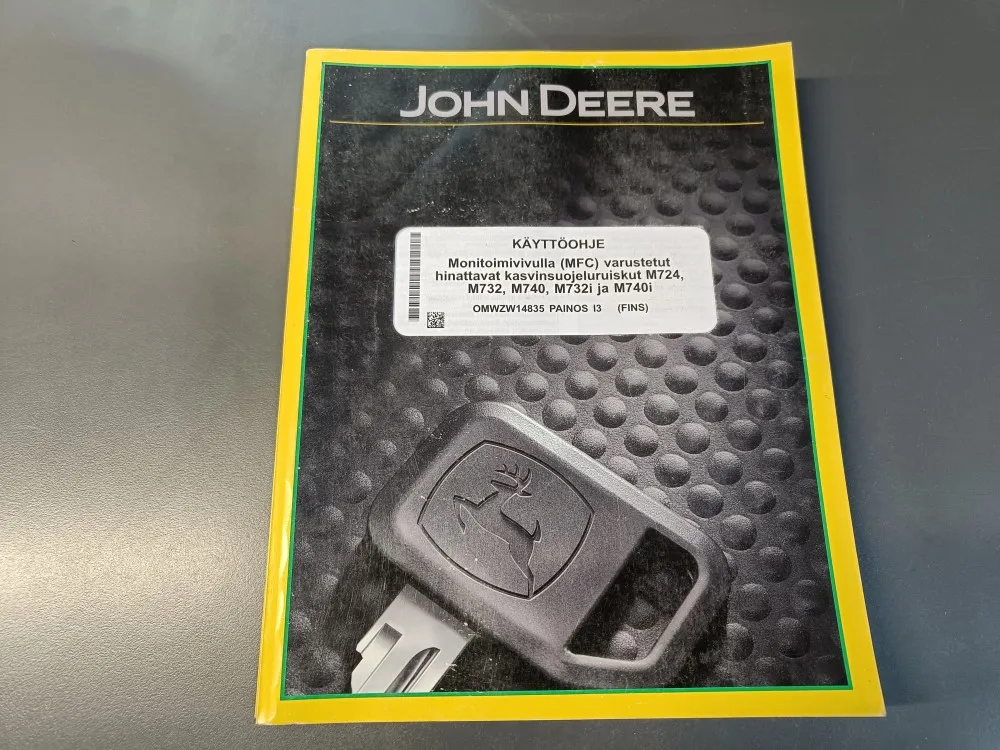 JOHN DEERE
KÄYTTÖOHJE
Monitoimivivulla (MFC) varustetut
hinattavat kasvinsuojeluruiskut M724,
M732, M740, M732i ja M740i
OMWZW14835 PAINOS I3 (FINS)